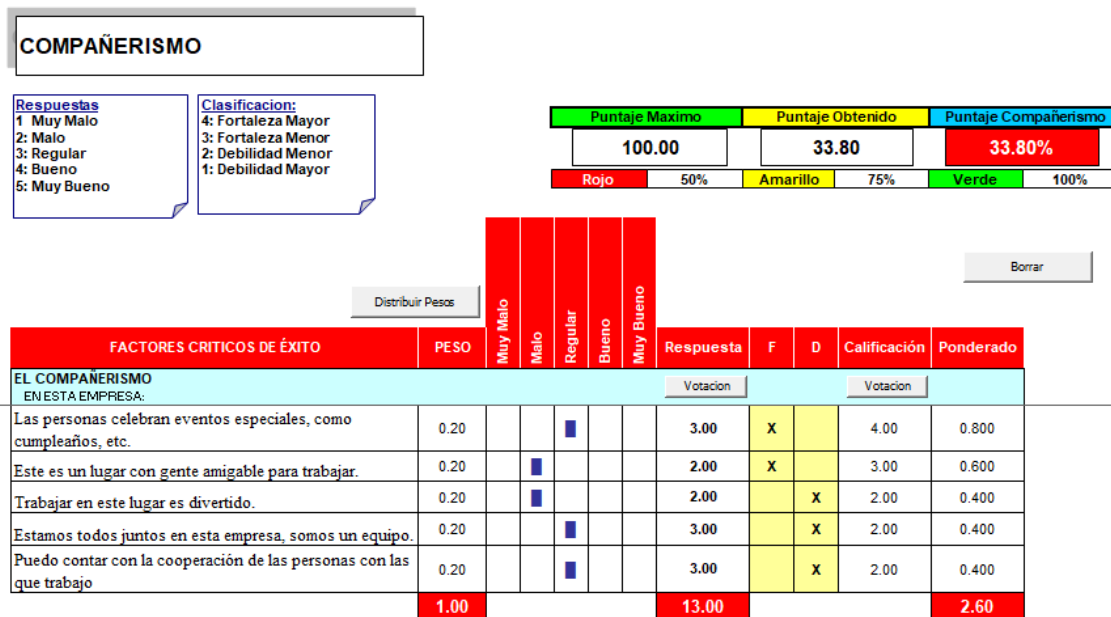 COMPAÑERISMO
Respuestas
1 Muy Malo
2: Malo
3: Regular
4: Bueno
5: Muy Bueno
Clasificacion:
4: Fortaleza Mayor
3: Fortaleza Menor
2: Debilidad Menor
1: Debilidad Mayor
Puntaje Maximo Puntaje Obtenido Puntaje Compañerismo
100.00 33.80 33.80%
Rojo 50% Amarillo 75% Verde 100%
Borrar
Distribuir Pesos
FACTORES CRITICOS DE ÉXITO PESO Muy Malo Malo Regular Bueno Muy Bueno Respuesta F D Calificación Ponderado
EL COMPAÑERISMO
EN ESTA EMPRESA:
Votacion Votacion
Las personas celebran eventos especiales, como
cumpleaños, etc.
0.20 3.00 X 4.00 0.800
Este es un lugar con gente amigable para trabajar. 0.20 2.00 X 3.00 0.600
Trabajar en este lugar es divertido. 0.20 2.00 X 2.00 0.400
Estamos todos juntos en esta empresa, somos un equipo. 0.20 3.00 X 2.00 0.400
Puedo contar con la cooperación de las personas con las
que trabajo
0.20 3.00 X 2.00 0.400
1.00 13.00 2.60